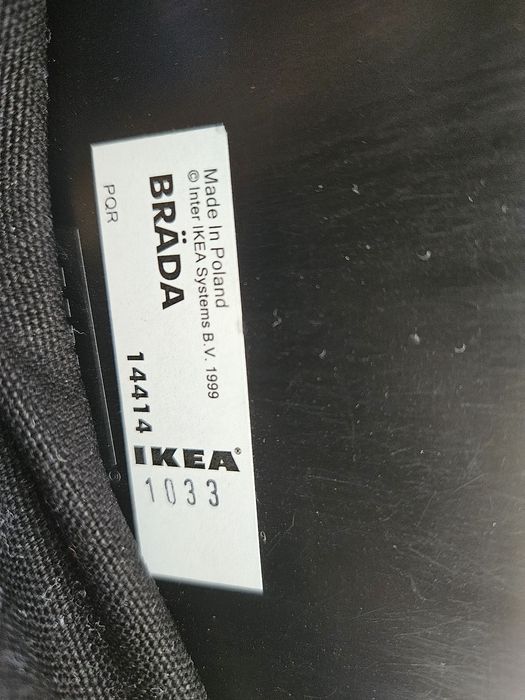 Made In Poland
© Inter IKEA Systems B.V. 1999
BRÄDA
PQR
14414
IKEA®
1033